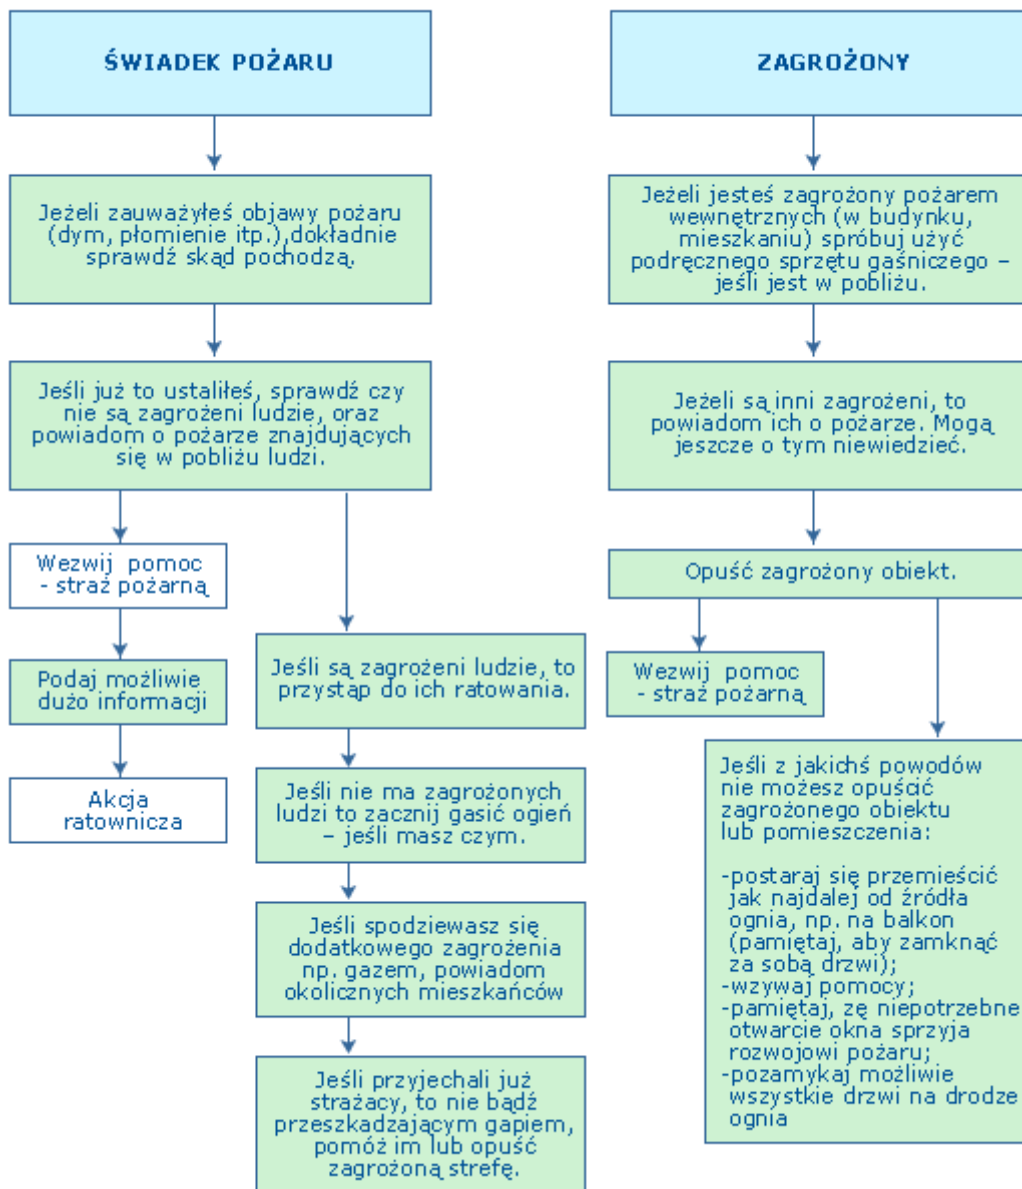 ŚWIADEK POŻARU
Jeżeli zauważyłeś objawy pożaru
(dym, płomienie itp.),dokładnie
sprawdź skąd pochodzą.
Jeśli już to ustaliłeś, sprawdź czy
nie są zagrożeni ludzie, oraz
powiadom o pożarze znajdujących
się w pobliżu ludzi.
Wezwij pomoc
- straż pożarną
Podaj możliwie
dużo informacji
Akcja
ratownicza
Jeśli są zagrożeni ludzie, to
przystąp do ich ratowania.
Jeśli nie ma zagrożonych
ludzi to zacznij gasić ogień
– jeśli masz czym.
Jeśli spodziewasz się
dodatkowego zagrożenia
np. gazem, powiadom
okolicznych mieszkańców
Jeśli przyjechali już
strażacy, to nie bądź
przeszkadzającym gapiem,
pomóż im lub opuść
zagrożoną strefę.
ZAGROŻONY
Jeżeli jesteś zagrożony pożarem
wewnętrznych (w budynku,
mieszkaniu) spróbuj użyć
podręcznego sprzętu gaśniczego –
jeśli jest w pobliżu.
Jeżeli są inni zagrożeni, to
powiadom ich o pożarze. Mogą
jeszcze o tym niewiedzieć.
Opuść zagrożony obiekt.
Wezwij pomoc
- straż pożarną
Jeśli z jakichś powodów
nie możesz opuścić
zagrożonego obiektu
lub pomieszczenia:
-postaraj się przemieścić
jak najdalej od źródła
ognia, np. na balkon
(pamiętaj, aby zamknąć
za sobą drzwi);
-wzywaj pomocy;
-pamiętaj, zę niepotrzebne
otwarcie okna sprzyja
rozwojowi pożaru;
-pozamykaj możliwie
wszystkie drzwi na drodze
ognia